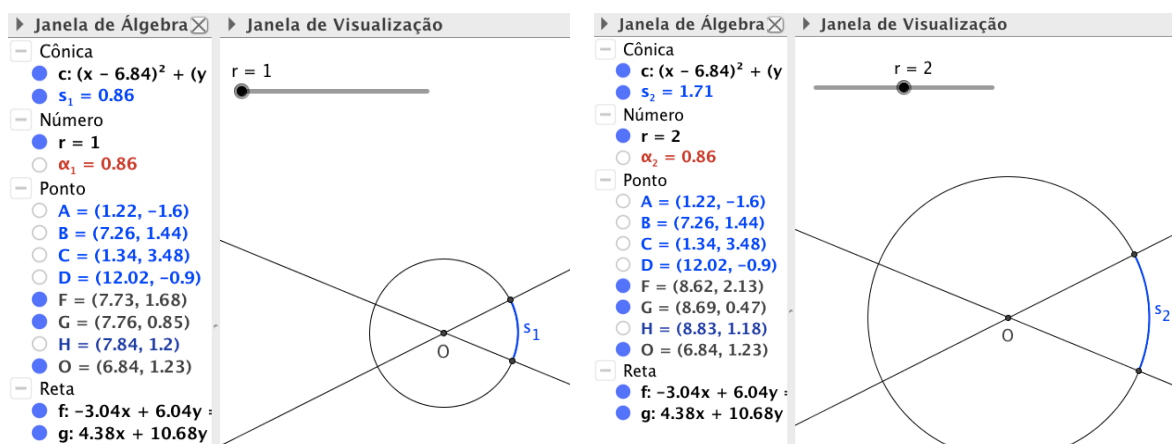 Janela de Álgebra
Cônica
c: (x – 6.84)² + (y
s₁ = 0.86
Número
r = 1
α₁ = 0.86
Ponto
A = (1.22, –1.6)
B = (7.26, 1.44)
C = (1.34, 3.48)
D = (12.02, –0.9)
F = (7.73, 1.68)
G = (7.76, 0.85)
H = (7.84, 1.2)
O = (6.84, 1.23)
Reta
f: –3.04x + 6.04y =
g: 4.38x + 10.68y
Janela de Visualização
r = 1
s₁
O
Janela de Álgebra
Cônica
c: (x – 6.84)² + (y
s₂ = 1.71
Número
r = 2
α₂ = 0.86
Ponto
A = (1.22, –1.6)
B = (7.26, 1.44)
C = (1.34, 3.48)
D = (12.02, –0.9)
F = (8.62, 2.13)
G = (8.69, 0.47)
H = (8.83, 1.18)
O = (6.84, 1.23)
Reta
f: –3.04x + 6.04y =
g: 4.38x + 10.68y
Janela de Visualização
r = 2
s₂
O